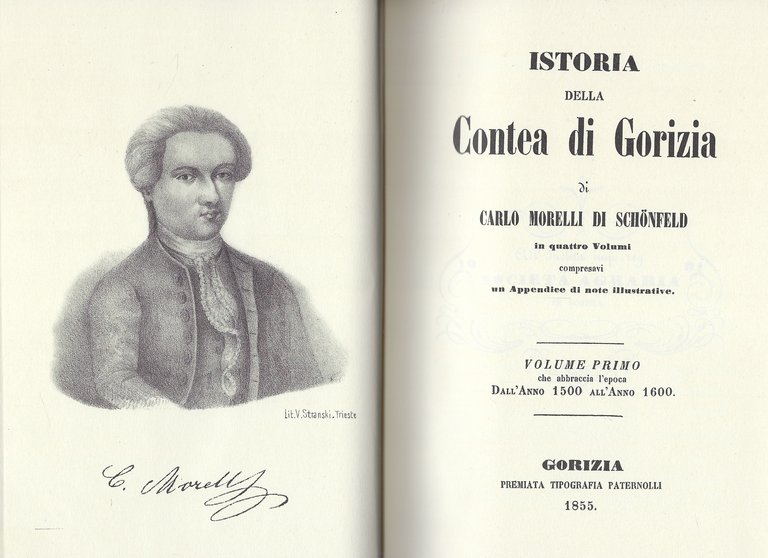 Lit. V. Stranski. Trieste
C. Morelli
ISTORIA
DELLA
Contea di Gorizia
di
CARLO MORELLI DI SCHÖNFELD
in quattro Volumi
compresavi
un Appendice di note illustrative.
VOLUME PRIMO
che abbraccia l'epoca
DALL'ANNO 1500 ALL'ANNO 1600.
GORIZIA
PREMIATA TIPOGRAFIA PATERNOLLI
1855.